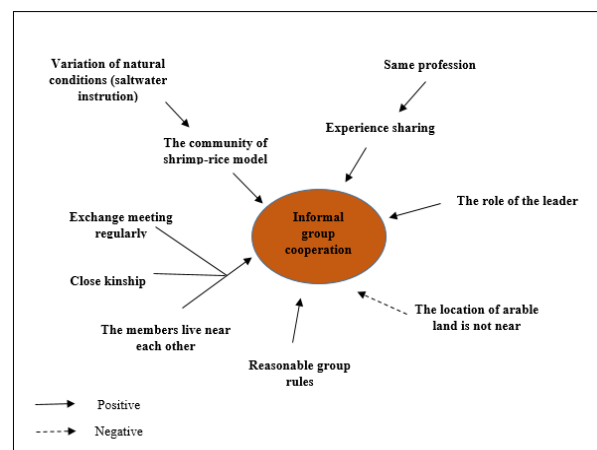 Variation of natural
conditions (saltwater
instrution)
Same profession
The community of
shrimp-rice model
Experience sharing
Informal
group
cooperation
The role of the leader
Exchange meeting
regularly
Close kinship
The members live near
each other
The location of arable
land is not near
Reasonable group
rules
Positive
Negative